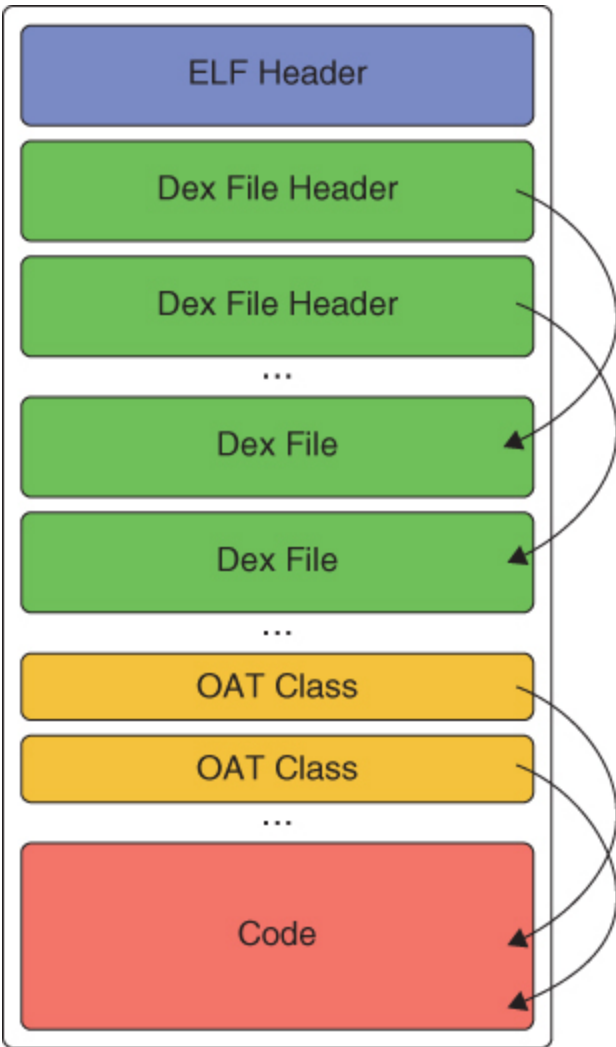 ELF Header
Dex File Header
Dex File Header
...
Dex File
Dex File
...
OAT Class
OAT Class
...
Code